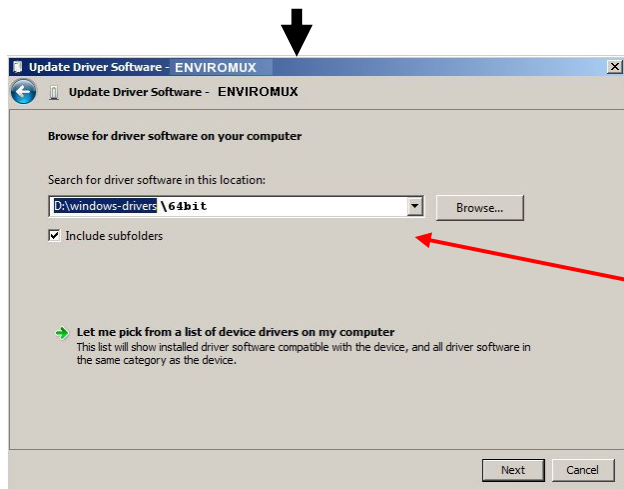 Update Driver Software - ENVIROMUX
Update Driver Software - ENVIROMUX
Browse for driver software on your computer
Search for driver software in this location:
D:\windows-drivers\64bit
Browse...
Include subfolders
Let me pick from a list of device drivers on my computer
This list will show installed driver software compatible with the device, and all driver software in
the same category as the device.
Next
Cancel